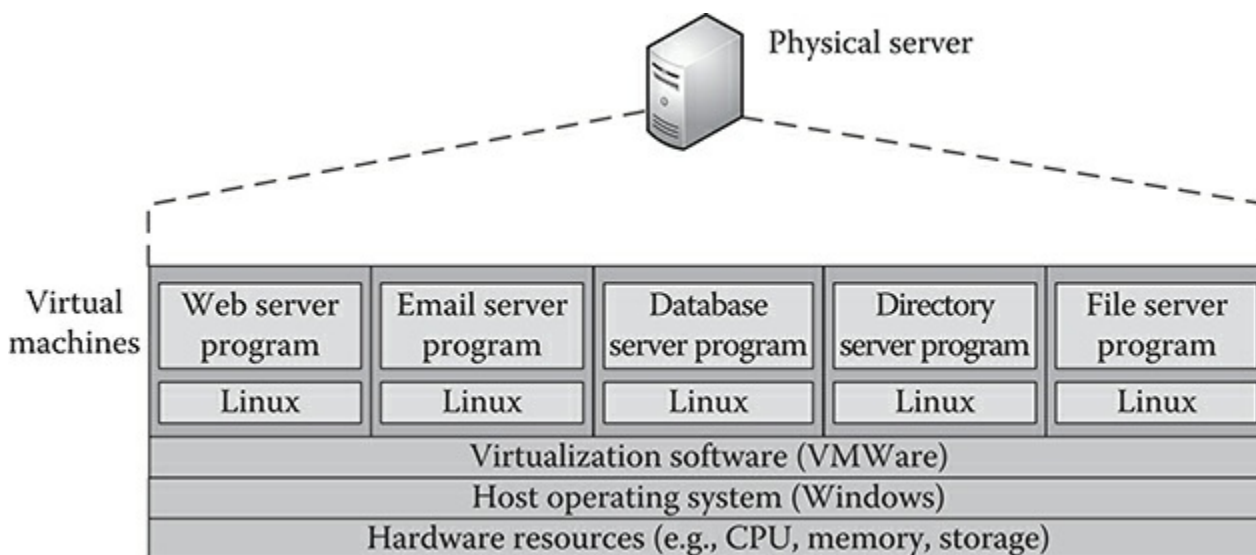 Physical server
Virtual
machines
Web server
program
Email server
program
Database
server program
Directory
server program
File server
program
Linux
Linux
Linux
Linux
Linux
Virtualization software (VMWare)
Host operating system (Windows)
Hardware resources (e.g., CPU, memory, storage)